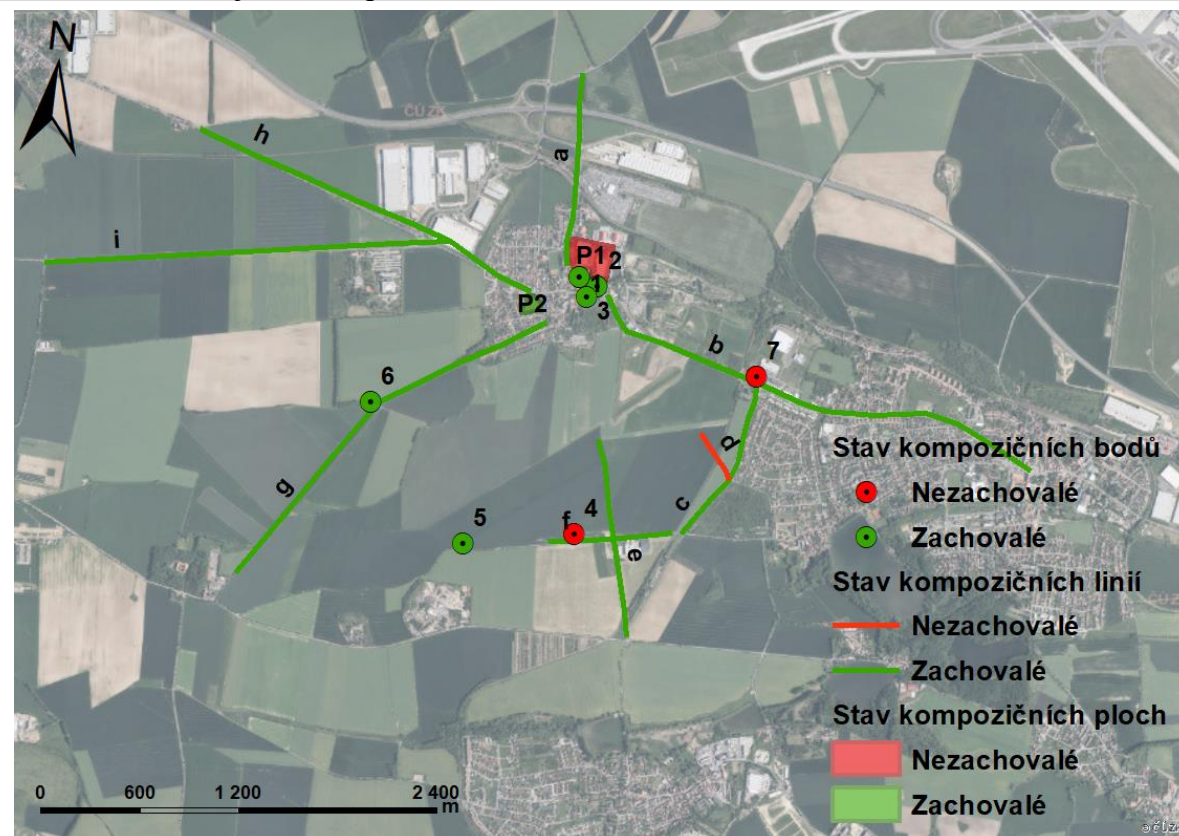 N
ČÚZK
h
a
i
P1 2
1
P2
3
b
7
6
d
g
c
5
4
f
e
Stav kompozičních bodů
Nezachovalé
Zachovalé
Stav kompozičních linií
Nezachovalé
Zachovalé
Stav kompozičních ploch
Nezachovalé
Zachovalé
0 600 1 200 2 400
m